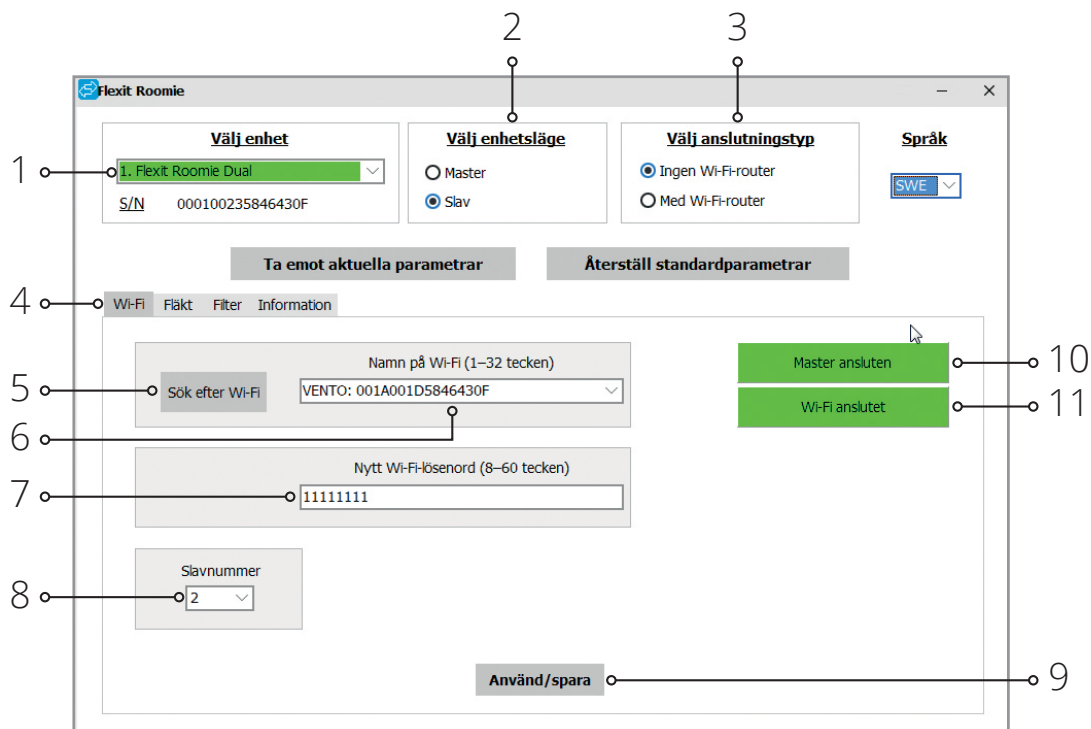 2
3
Flexit Roomie
Välj enhet
Välj enhetsläge
Välj anslutningstyp
Språk
1
1. Flexit Roomie Dual
Master
Ingen Wi-Fi-router
SWE
S/N 000100235846430F
Slav
Med Wi-Fi-router
Ta emot aktuella parametrar
Återställ standardparametrar
4
Wi-Fi Fläkt Filter Information
Namn på Wi-Fi (1–32 tecken)
Master ansluten
10
5
Sök efter Wi-Fi
VENTO: 001A001D5846430F
Wi-Fi anslutet
11
6
Nytt Wi-Fi-lösenord (8–60 tecken)
7
11111111
Slavnummer
8
2
Använd/spara
9